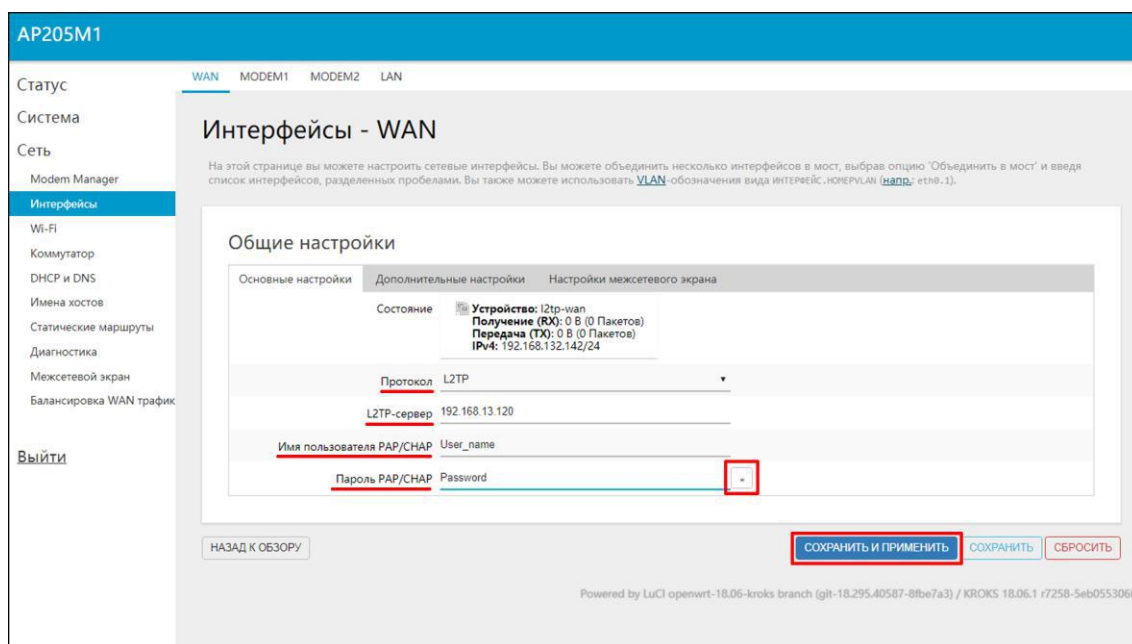 AP205M1
WAN MODEM1 MODEM2 LAN
Статус
Система
Сеть
Modem Manager
Интерфейсы
Wi-Fi
Коммутатор
DHCP и DNS
Имена хостов
Статические маршруты
Диагностика
Межсетевой экран
Балансировка WAN трафик
Выйти
Интерфейсы - WAN
На этой странице вы можете настроить сетевые интерфейсы. Вы можете объединить несколько интерфейсов в мост, выбрав опцию 'Объединить в мост' и введя
список интерфейсов, разделенных пробелами. Вы также можете использовать VLAN-обозначения вида ИНТЕРФЕЙС.НОМЕРVLAN (напр.: eth0.1).
Общие настройки
Основные настройки Дополнительные настройки Настройки межсетевого экрана
Состояние
Устройство: l2tp-wan
Получение (RX): 0 B (0 Пакетов)
Передача (TX): 0 B (0 Пакетов)
IPv4: 192.168.132.142/24
Протокол L2TP
L2TP-сервер 192.168.13.120
Имя пользователя PAP/CHAP User_name
Пароль PAP/CHAP Password
НАЗАД К ОБЗОРУ СОХРАНИТЬ И ПРИМЕНИТЬ СОХРАНИТЬ СБРОСИТЬ
Powered by LuCI openwrt-18.06-kroks branch (git-18.295.40587-8fbe7a3) / KROKS 18.06.1 r7258-5eb055306